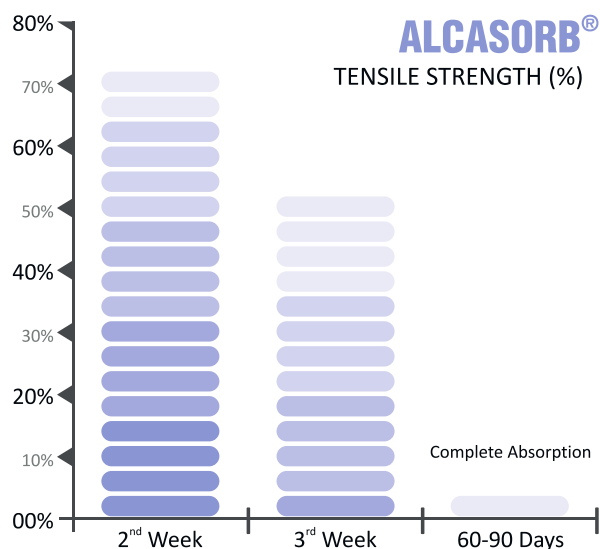 ALCASORB®
TENSILE STRENGTH (%)
80%
70%
60%
50%
40%
30%
20%
10%
00%
Complete Absorption
2nd Week
3rd Week
60-90 Days